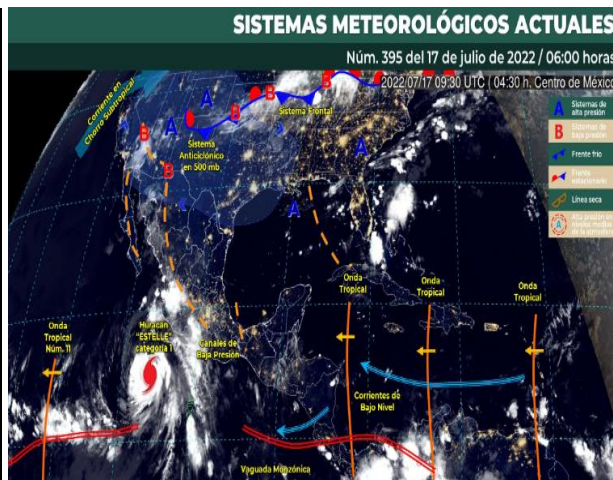 SISTEMAS METEOROLÓGICOS ACTUALES
Núm. 395 del 17 de julio de 2022 / 06:00 horas
2022/07/17 09:30 UTC ( 04:30 h. Centro de México
Corriente en
Chorro Subtropical
A
B
A
B
A
B
B
Sistema Frontal
Sistema
Anticiclónico
en 500 mb
B
A
A
A Sistemas de
alta presión
B Sistemas de
baja presión
Frente frío
Frente
estacionario
Línea seca
A Alta presión en
niveles medios
de la atmósfera
Onda
Tropical
Onda
Tropical
Onda
Tropical
Onda
Tropical
Núm. 11
Huracán
"ESTELLE"
categoría 1
Canales de
Baja Presión
Corrientes de
Bajo Nivel
Vaguada Monzónica